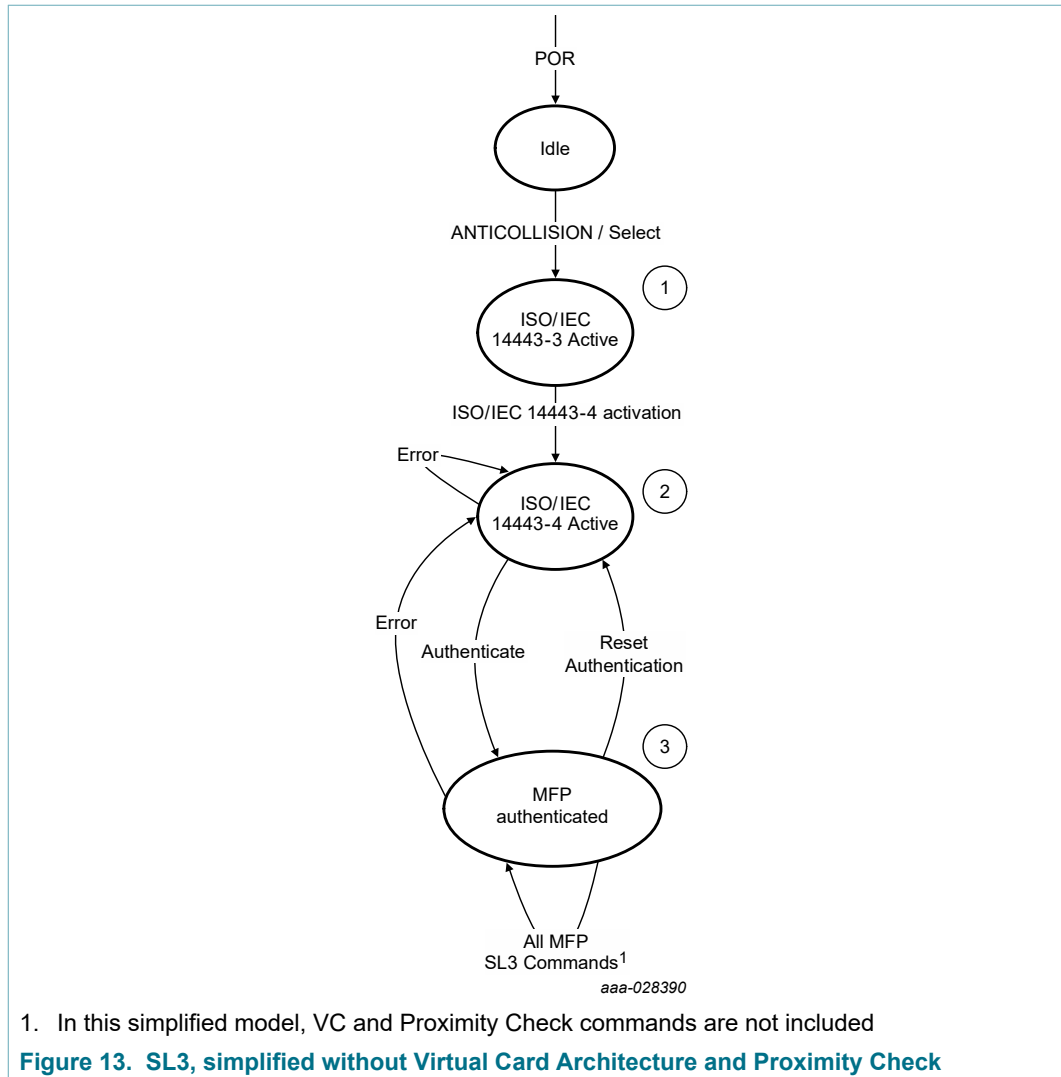 POR
Idle
ANTICOLLISION / Select
1
ISO/IEC
14443-3 Active
ISO/IEC 14443-4 activation
Error
2
ISO/IEC
14443-4 Active
Error
Authenticate
Reset
Authentication
3
MFP
authenticated
All MFP
SL3 Commands1
aaa-028390
1. In this simplified model, VC and Proximity Check commands are not included
Figure 13. SL3, simplified without Virtual Card Architecture and Proximity Check